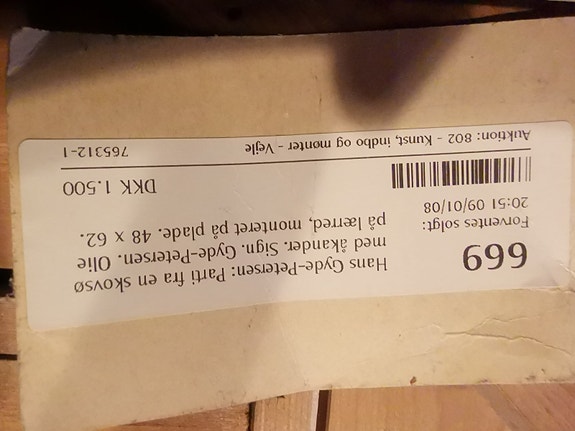 669
Forventes solgt:
20:51 09/01/08
Hans Gyde-Petersen: Parti fra en skovsø
med åkander. Sign. Gyde-Petersen. Olie
på lærred, monteret på plade. 48 x 62.
DKK 1.500
Auktion: 802 - Kunst, indbo og mønter - Vejle
765312-1